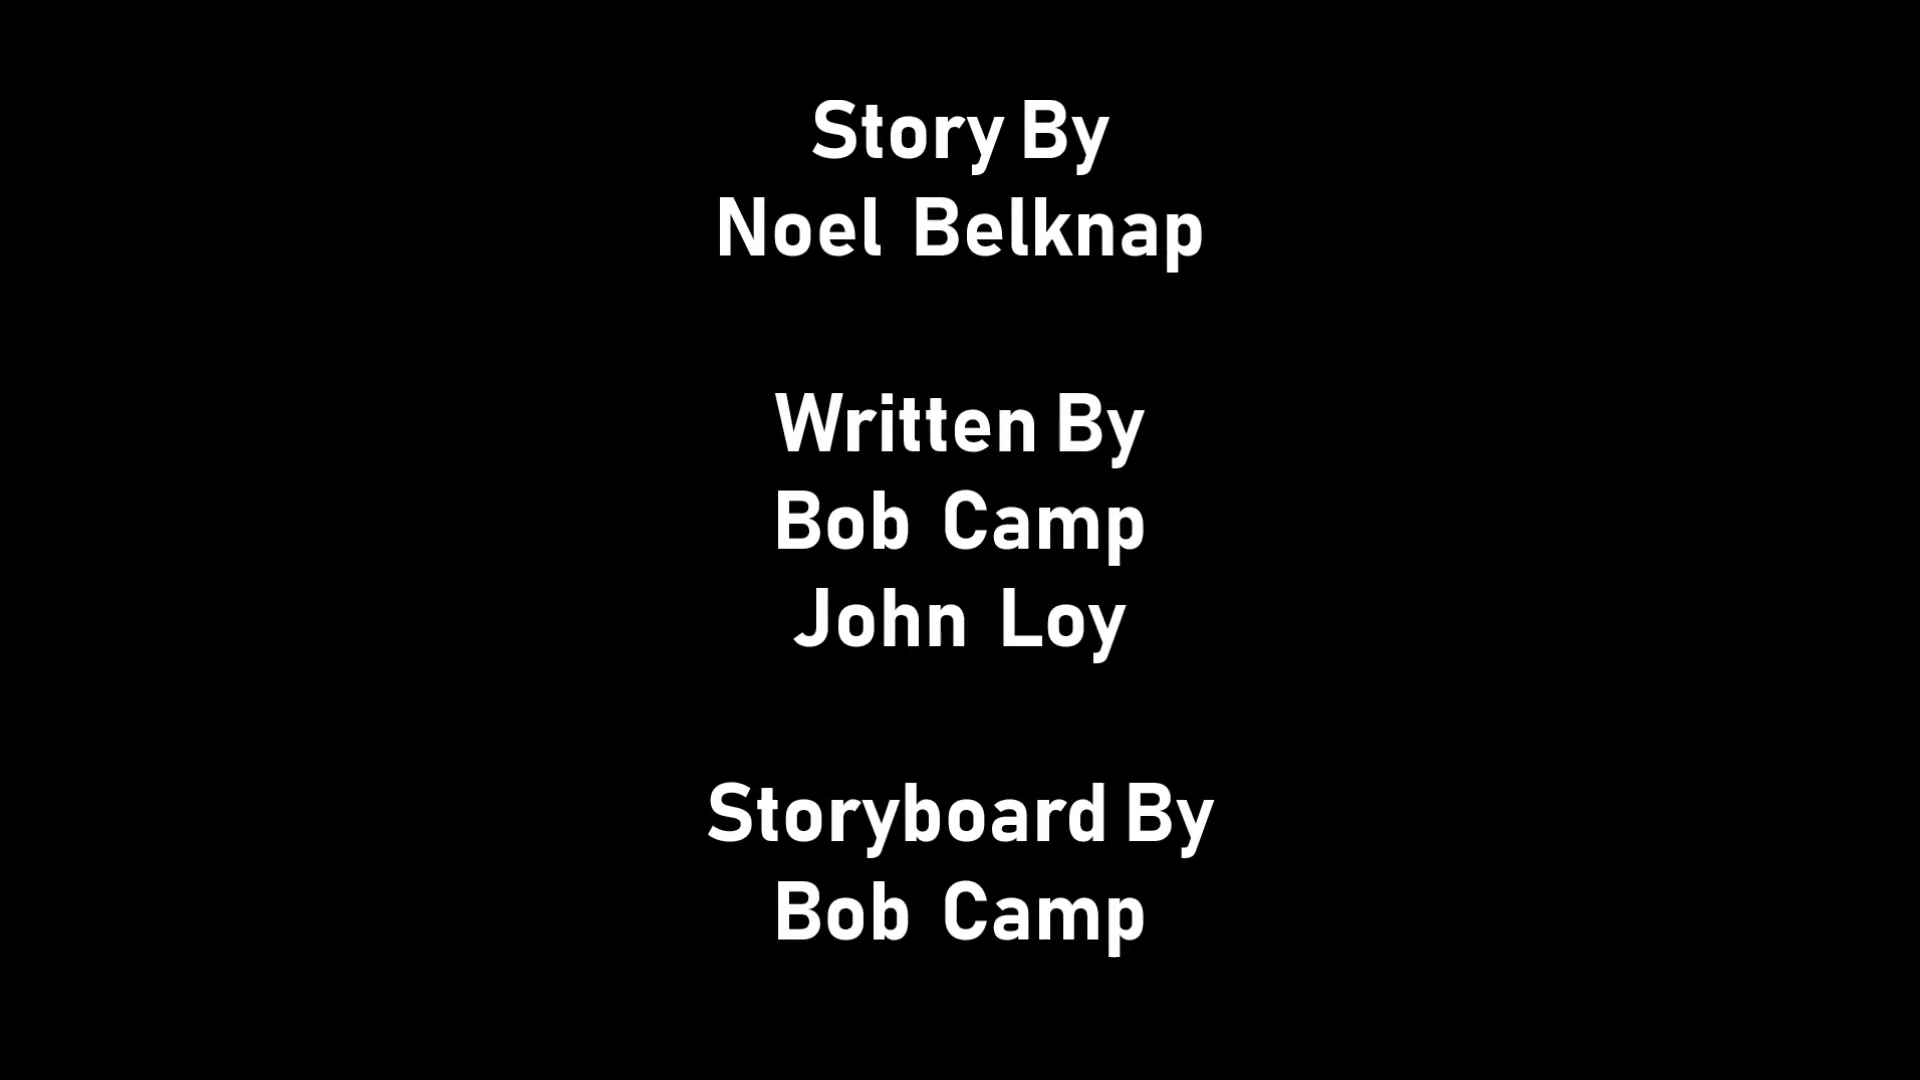 Story By
Noel Belknap
Written By
Bob Camp
John Loy
Storyboard By
Bob Camp